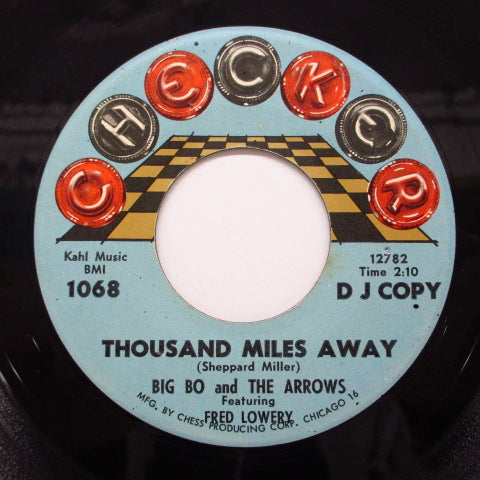 CHECKER
Kahl Music
BMI
1068
12782
Time 2:10
D J COPY
THOUSAND MILES AWAY
(Sheppard Miller)
BIG BO and THE ARROWS
Featuring
FRED LOWERY
MFG. BY CHESS PRODUCING CORP. CHICAGO 16